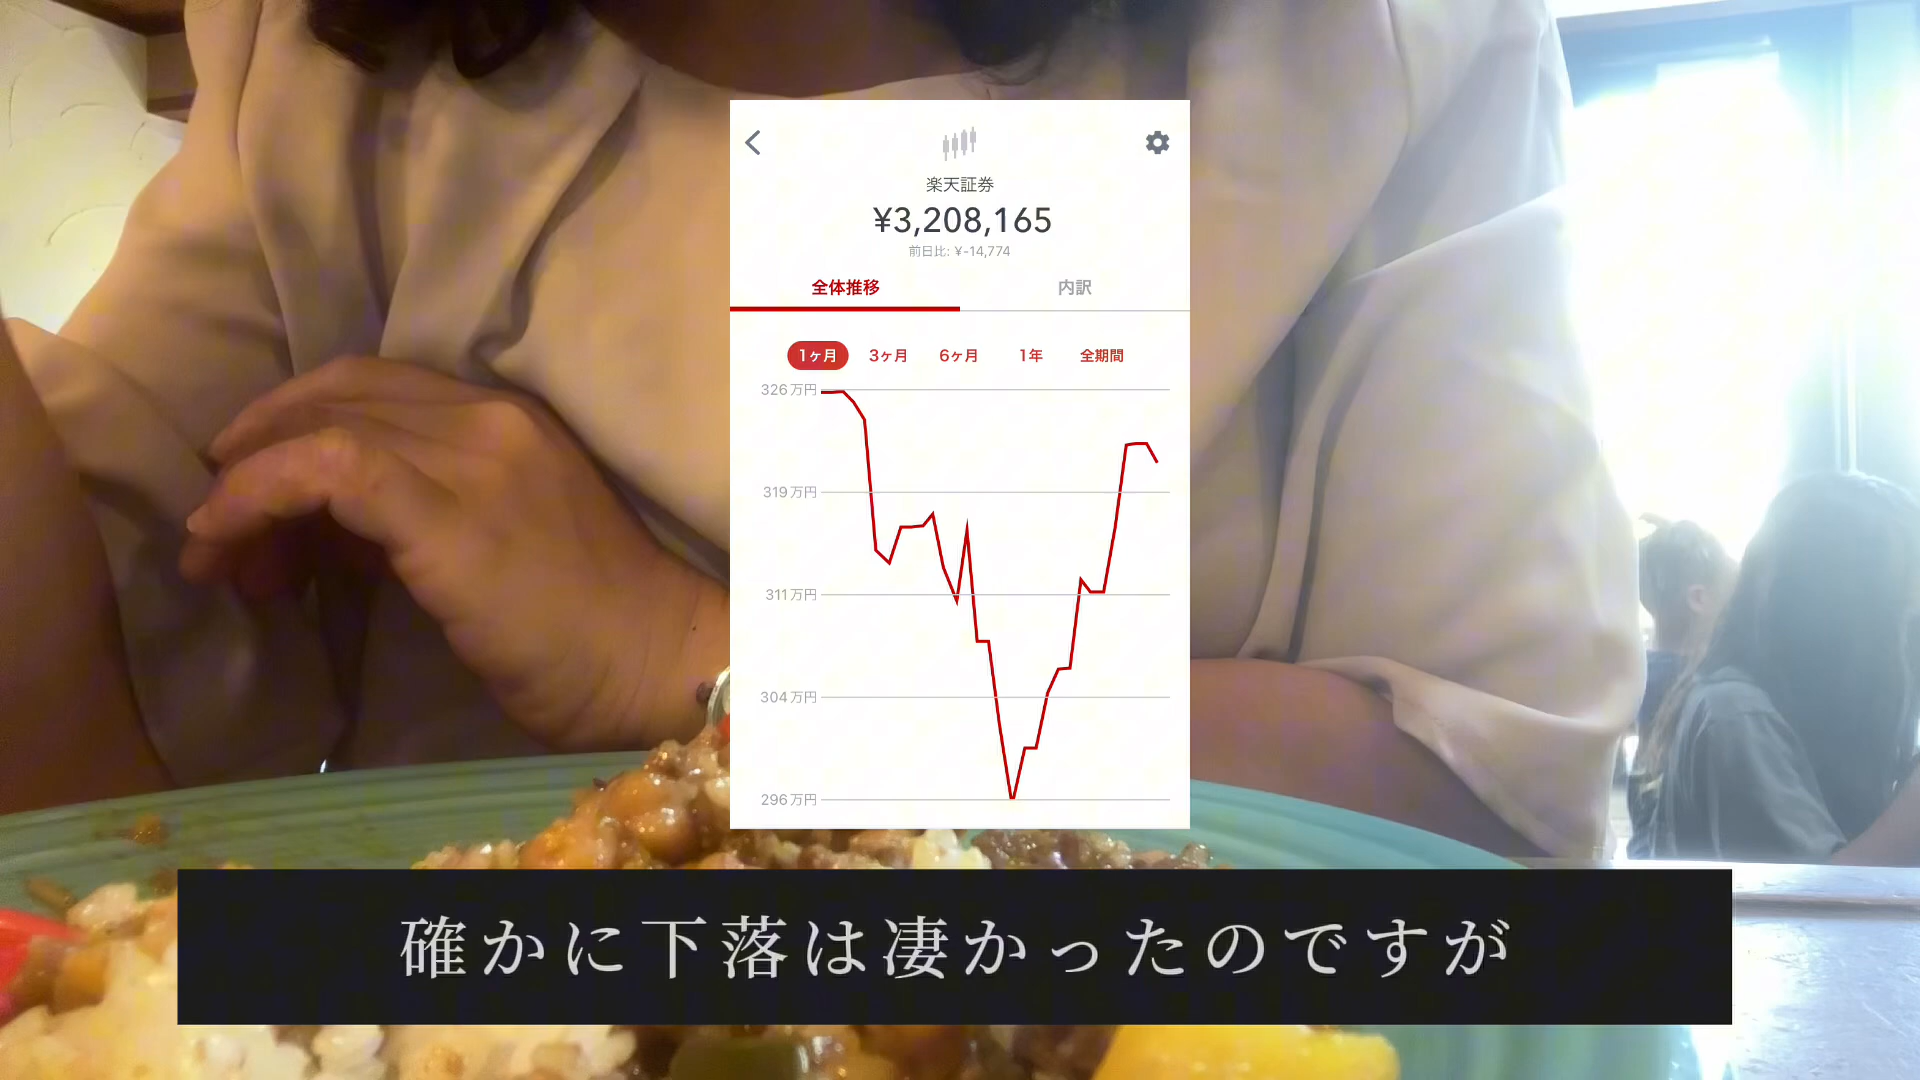 楽天証券
¥3,208,165
前日比: ¥-14,774
全体推移 内訳
1ヶ月 3ヶ月 6ヶ月 1年 全期間
326万円
319万円
311万円
304万円
296万円
確かに下落は凄かったのですが